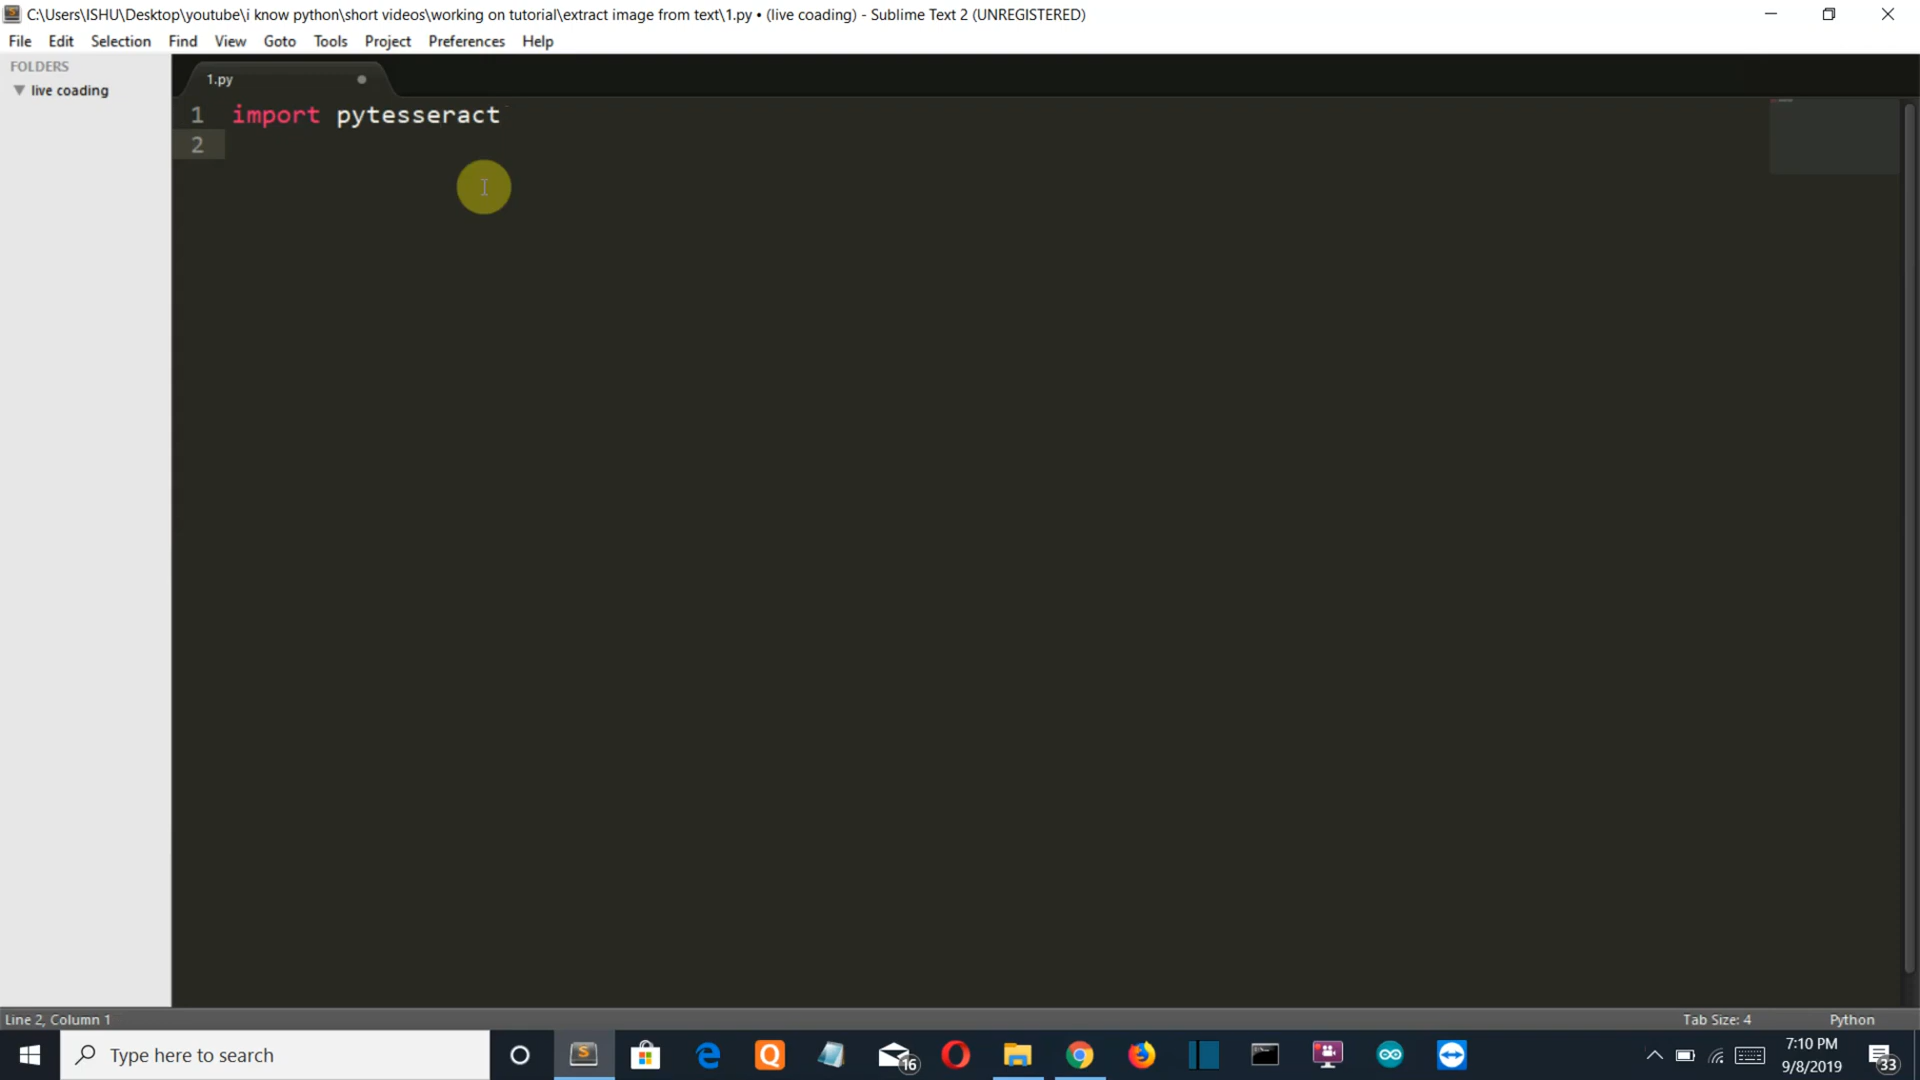 C:\Users\ISHU\Desktop\youtube\i know python\short videos\working on tutorial\extract image from text\1.py • (live coading) - Sublime Text 2 (UNREGISTERED)
File Edit Selection Find View Goto Tools Project Preferences Help
FOLDERS
live coading
1.py
1 import pytesseract
2
Line 2, Column 1
Tab Size: 4
Python
Type here to search
16
7:10 PM
9/8/2019
33